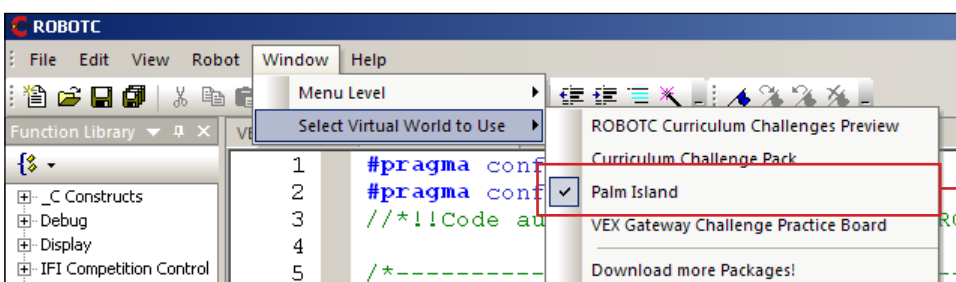 ROBOTC
File Edit View Robot Window Help
Menu Level
Function Library
Select Virtual World to Use
ROBOTC Curriculum Challenges Preview
1 #pragma conf
Curriculum Challenge Pack
_C Constructs
2 #pragma conf
Palm Island
Debug
3 //*!!Code au
VEX Gateway Challenge Practice Board
Display
4
IFI Competition Control
5 /*----------
Download more Packages!